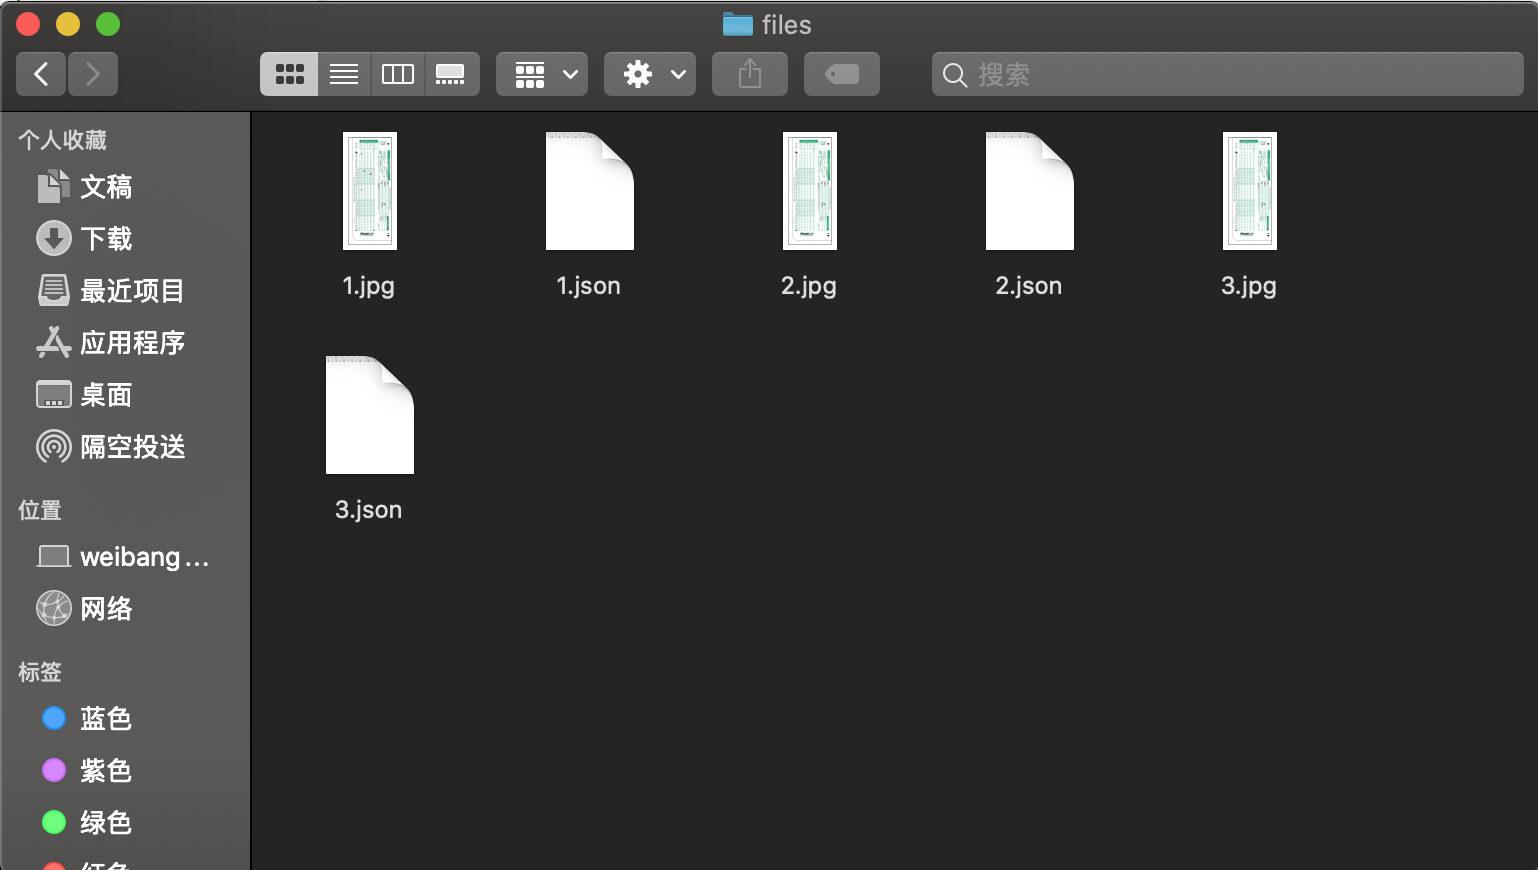 files
搜索
个人收藏
文稿
下载
最近项目
应用程序
桌面
隔空投送
位置
weibang...
网络
标签
蓝色
紫色
绿色
红色
1.jpg
1.json
2.jpg
2.json
3.jpg
3.json